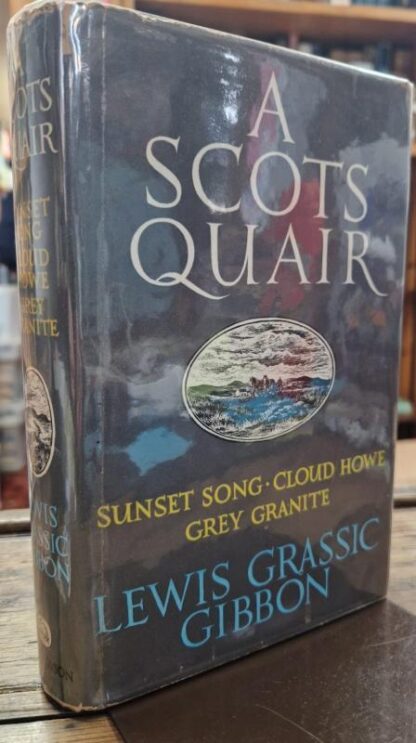 A
SCOTS
QUAIR
SUNSET SONG · CLOUD HOWE
GREY GRANITE
LEWIS GRASSIC
GIBBON
A
SCOTS
QUAIR
SUNSET
SONG
CLOUD
HOWE
GREY
GRANITE
LEWIS
GRASSIC
GIBBON